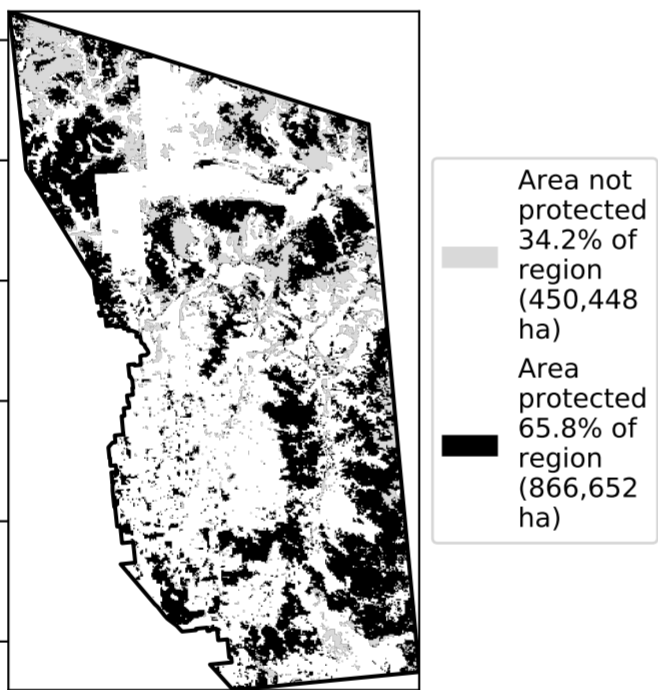 Area not
protected
34.2% of
region
(450,448
ha)
Area
protected
65.8% of
region
(866,652
ha)